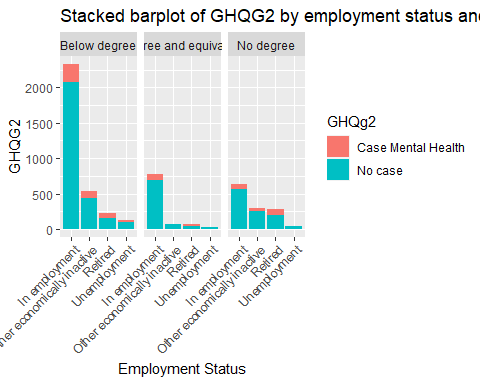 Stacked barplot of GHQG2 by employment status and
Below degree
ree and equiva
No degree
GHQG2
2000
1500
1000
500
0
In employment
her economically inactive
Retired
Unemployment
In employment
Other economically inactive
Retired
Unemployment
In employment
Other economically inactive
Retired
Unemployment
Employment Status
GHQg2
Case Mental Health
No case